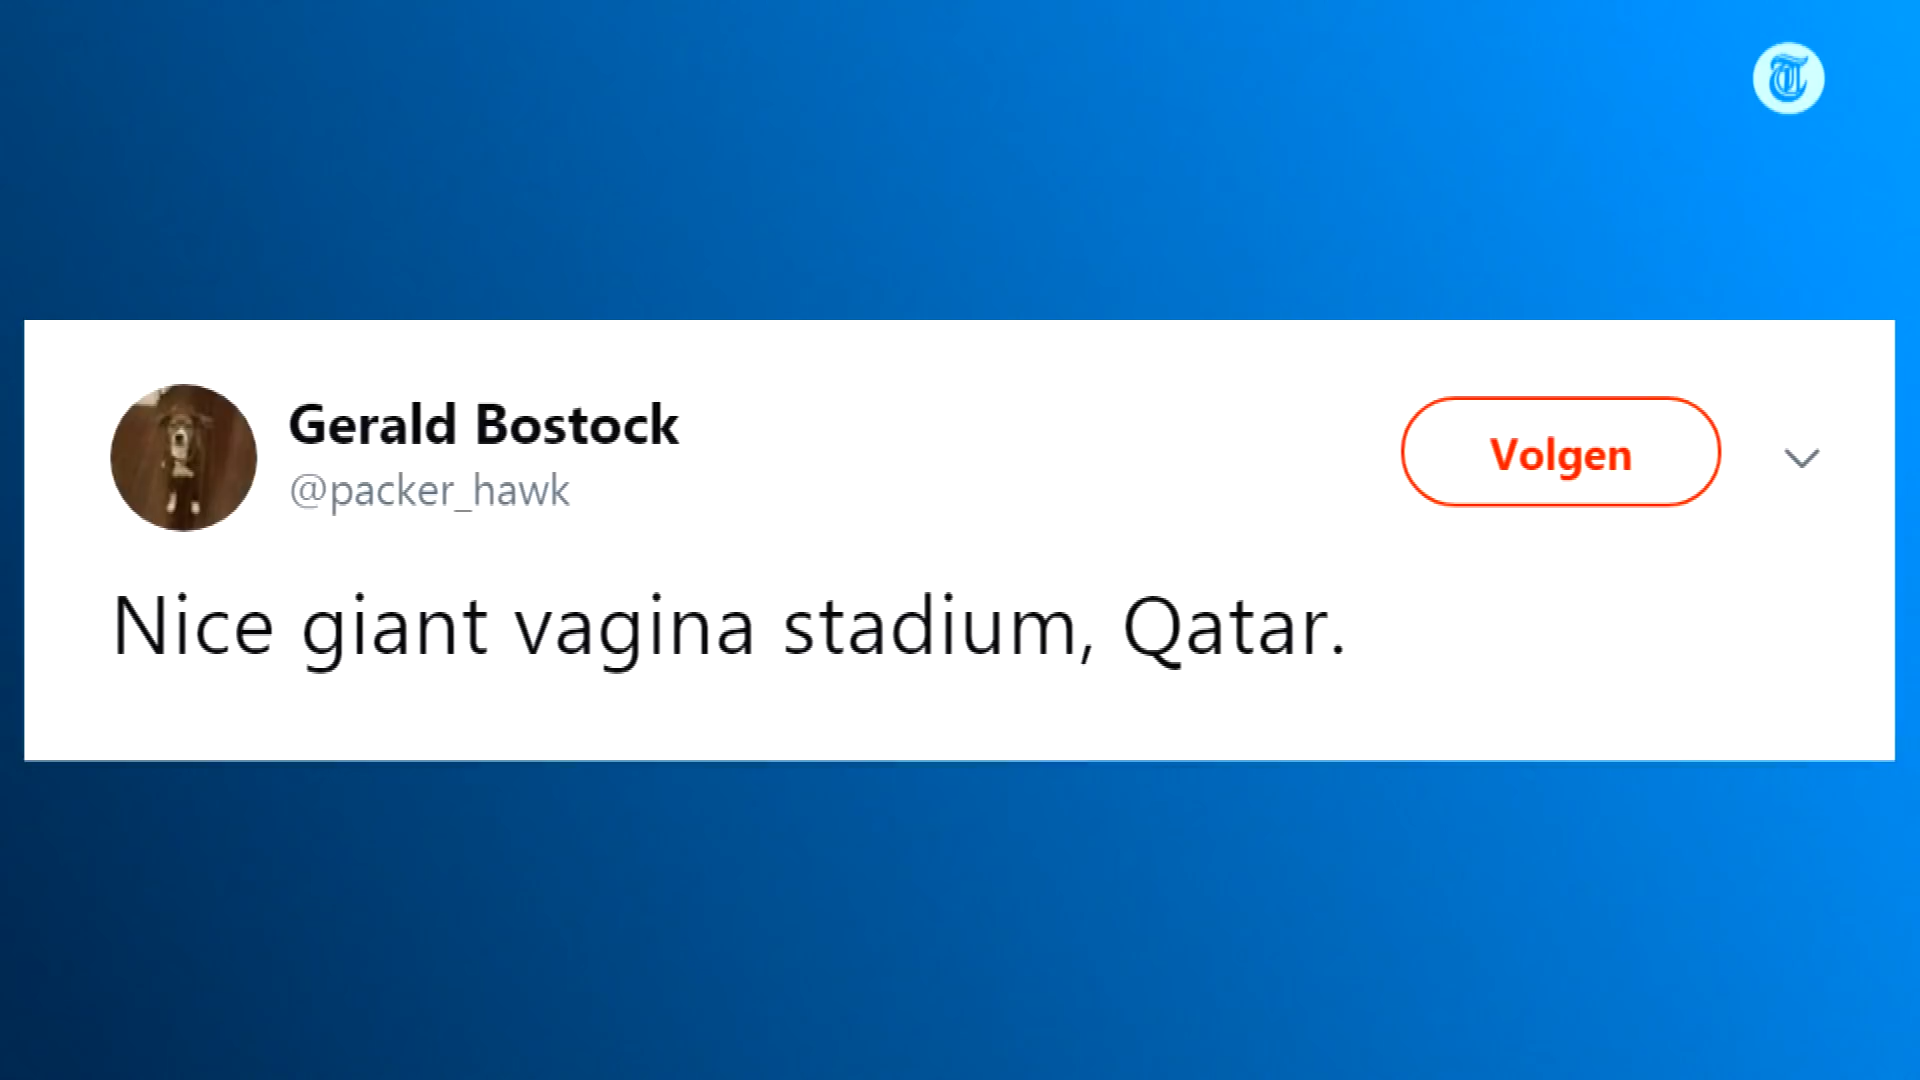 T
Gerald Bostock
@packer_hawk
Volgen
Nice giant vagina stadium, Qatar.